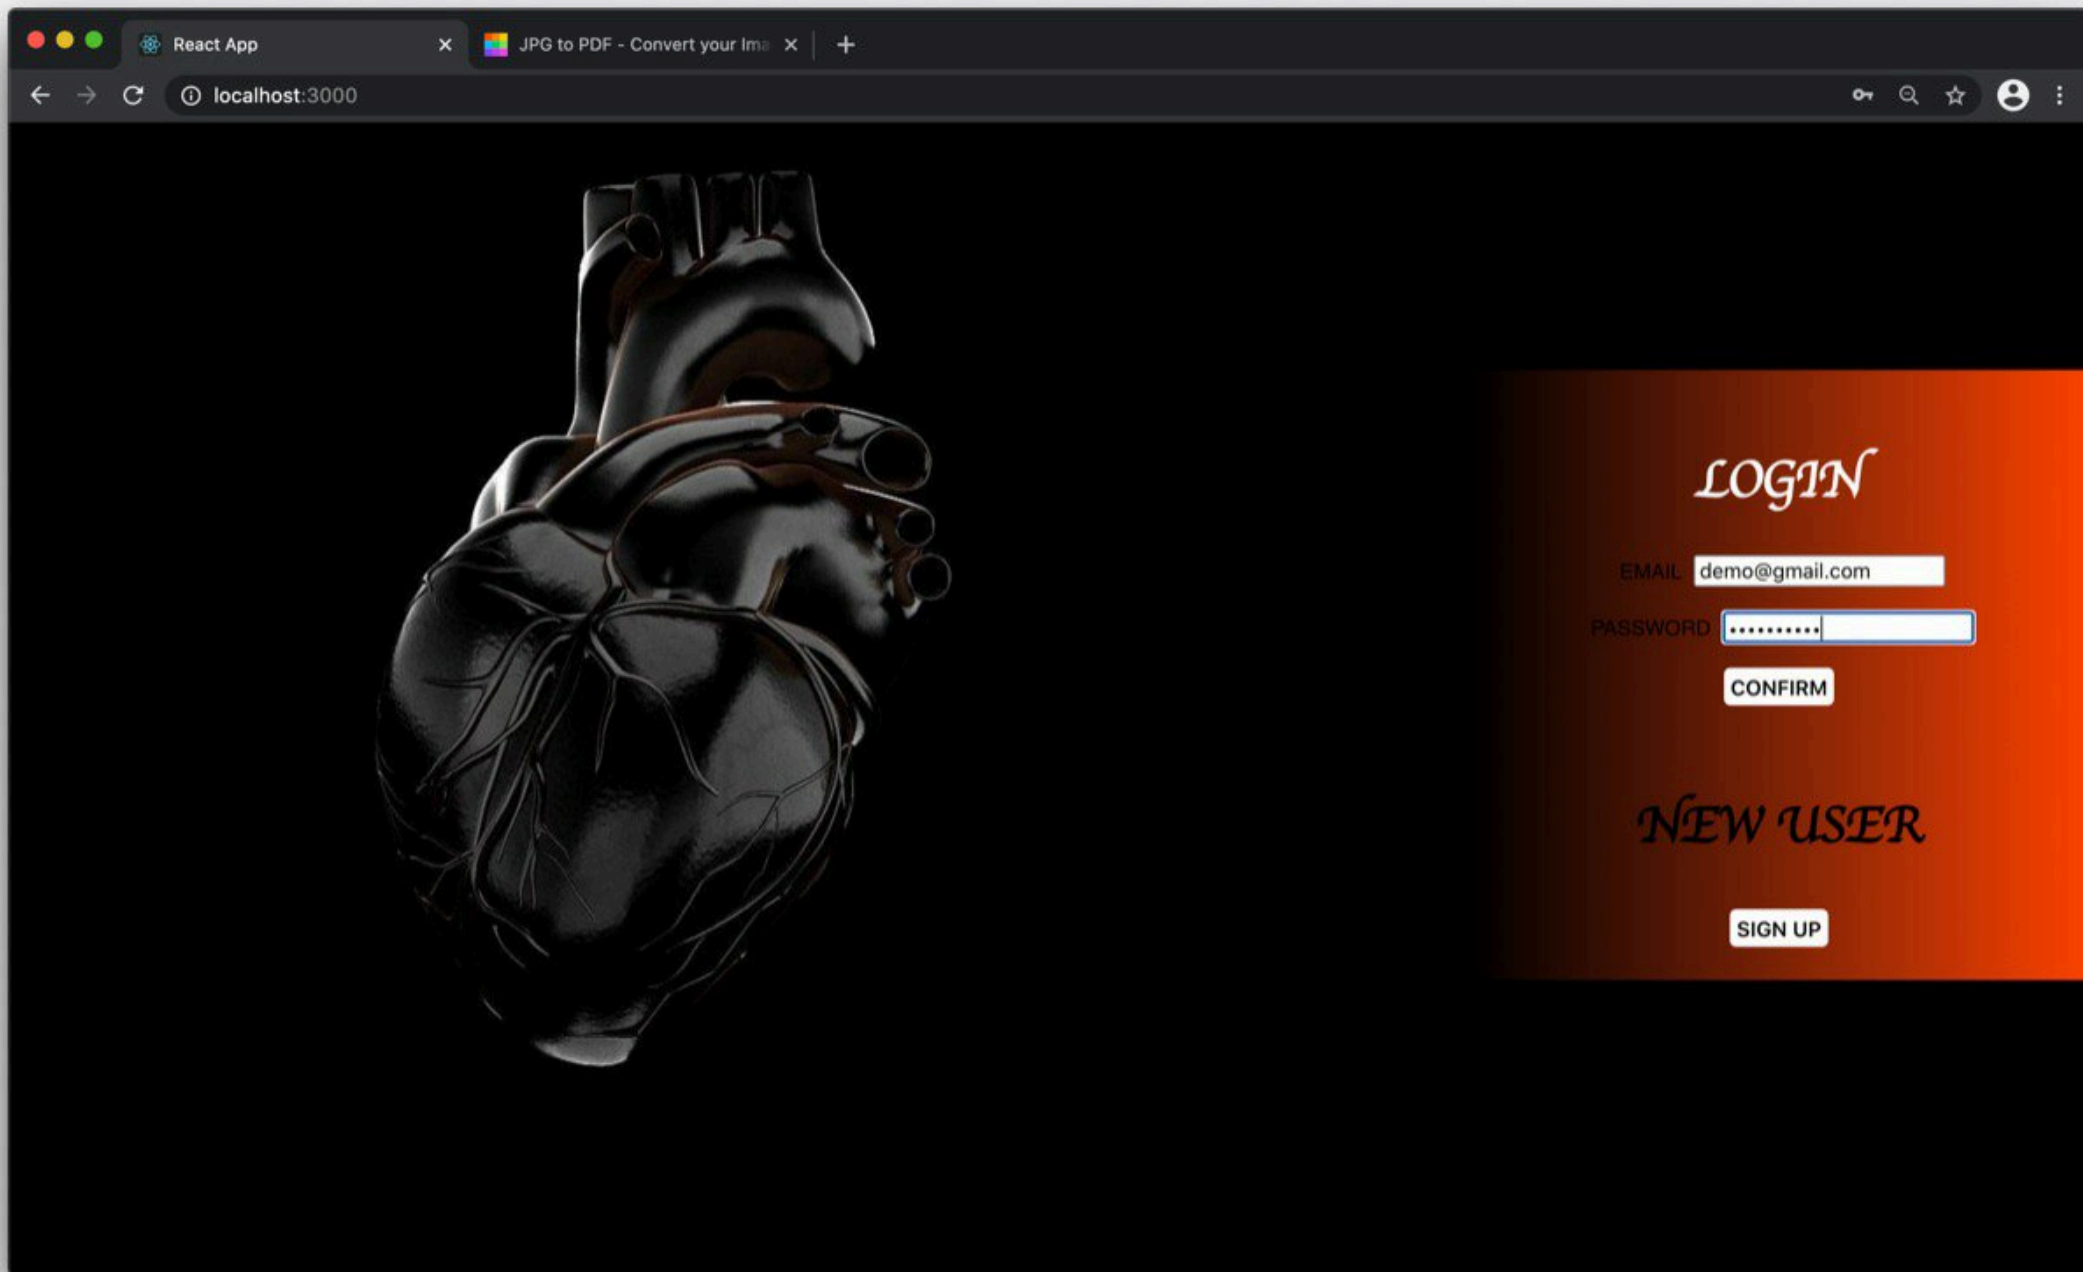 React App
JPG to PDF - Convert your Ima
localhost:3000
LOGIN
EMAIL demo@gmail.com
PASSWORD ••••••••••
CONFIRM
NEW USER
SIGN UP